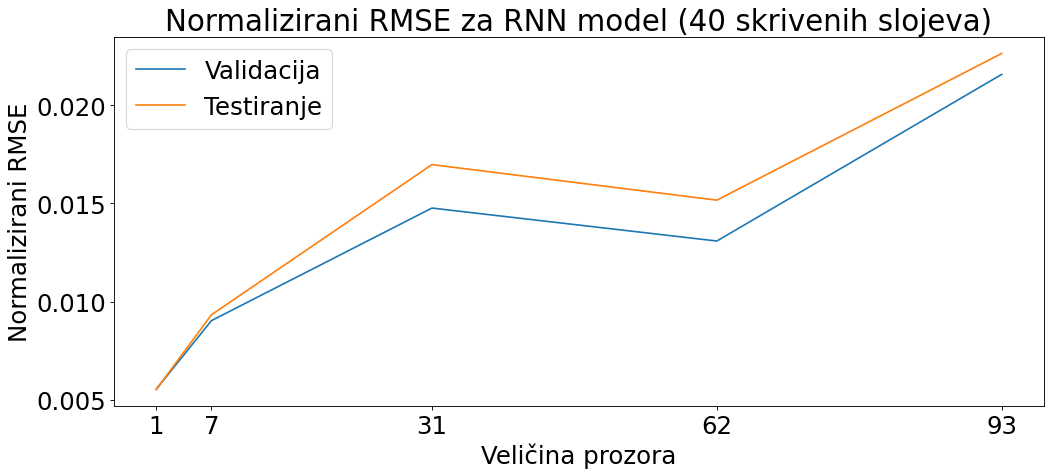 Normalizirani RMSE za RNN model (40 skrivenih slojeva)
Validacija
Testiranje
Normalizirani RMSE
0.020
0.015
0.010
0.005
1 7 31 62 93
Veličina prozora